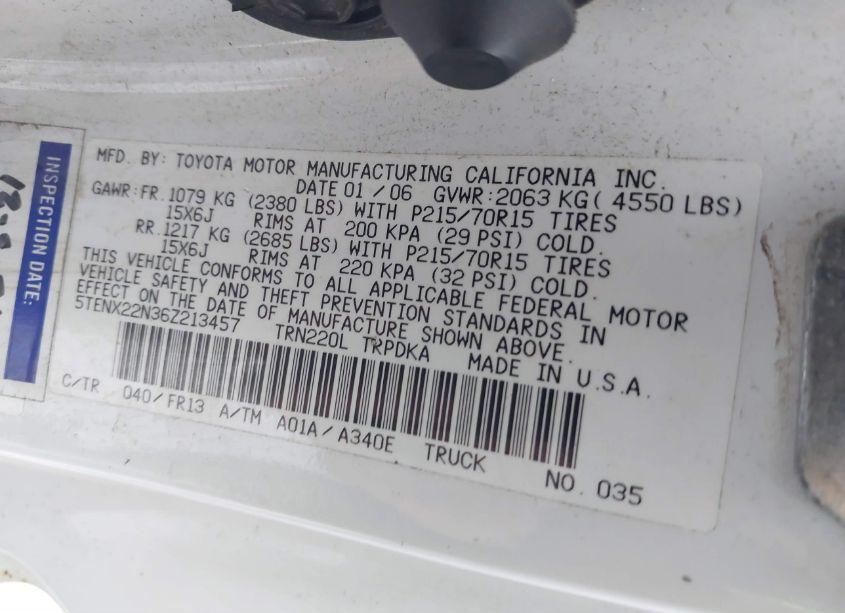 INSPECTION DATE:
MFD. BY: TOYOTA MOTOR MANUFACTURING CALIFORNIA INC.
DATE 01 / 06 GVWR: 2063 KG ( 4550 LBS)
GAWR: FR. 1079 KG (2380 LBS) WITH P215/70R15 TIRES
15X6J RIMS AT 200 KPA (29 PSI) COLD.
RR. 1217 KG (2685 LBS) WITH P215/70R15 TIRES
15X6J RIMS AT 220 KPA (32 PSI) COLD.
THIS VEHICLE CONFORMS TO ALL APPLICABLE FEDERAL MOTOR
VEHICLE SAFETY AND THEFT PREVENTION STANDARDS IN
EFFECT ON THE DATE OF MANUFACTURE SHOWN ABOVE.
5TENX22N36Z213457 TRN220L TRPDKA MADE IN U.S.A.
C/TR 040/FR13 A/TM A01A/A340E TRUCK NO. 035